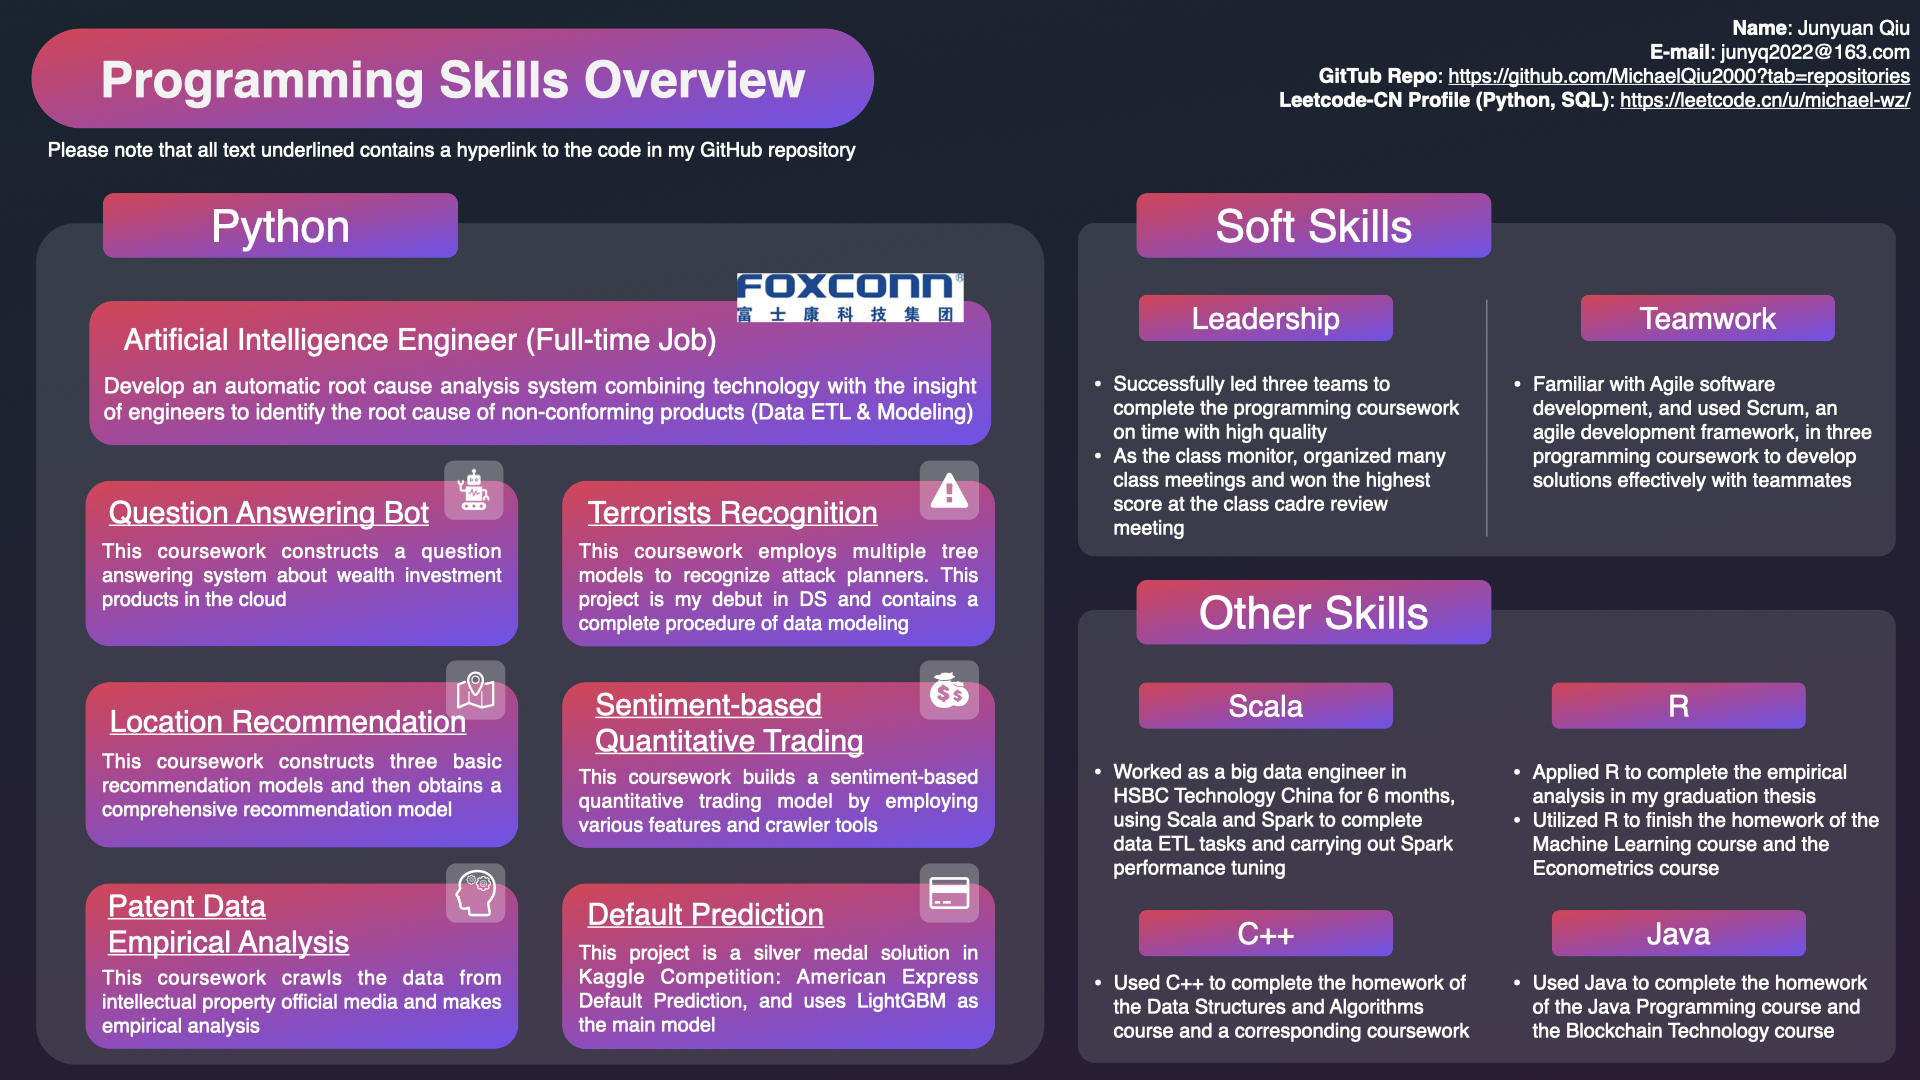 Programming Skills Overview
Please note that all text underlined contains a hyperlink to the code in my GitHub repository
Name: Junyuan Qiu
E-mail: junyq2022@163.com
GitTub Repo: https://github.com/MichaelQiu2000?tab=repositories
Leetcode-CN Profile (Python, SQL): https://leetcode.cn/u/michael-wz/
Python
FOXCONN®
富士康科技集团
Artificial Intelligence Engineer (Full-time Job)
Develop an automatic root cause analysis system combining technology with the insight
of engineers to identify the root cause of non-conforming products (Data ETL & Modeling)
Question Answering Bot
This coursework constructs a question
answering system about wealth investment
products in the cloud
Terrorists Recognition
This coursework employs multiple tree
models to recognize attack planners. This
project is my debut in DS and contains a
complete procedure of data modeling
Location Recommendation
This coursework constructs three basic
recommendation models and then obtains a
comprehensive recommendation model
$ $
Sentiment-based
Quantitative Trading
This coursework builds a sentiment-based
quantitative trading model by employing
various features and crawler tools
Patent Data
Empirical Analysis
This coursework crawls the data from
intellectual property official media and makes
empirical analysis
Default Prediction
This project is a silver medal solution in
Kaggle Competition: American Express
Default Prediction, and uses LightGBM as
the main model
Soft Skills
Leadership
• Successfully led three teams to
complete the programming coursework
on time with high quality
• As the class monitor, organized many
class meetings and won the highest
score at the class cadre review
meeting
Teamwork
• Familiar with Agile software
development, and used Scrum, an
agile development framework, in three
programming coursework to develop
solutions effectively with teammates
Other Skills
Scala
• Worked as a big data engineer in
HSBC Technology China for 6 months,
using Scala and Spark to complete
data ETL tasks and carrying out Spark
performance tuning
R
• Applied R to complete the empirical
analysis in my graduation thesis
• Utilized R to finish the homework of the
Machine Learning course and the
Econometrics course
C++
• Used C++ to complete the homework of
the Data Structures and Algorithms
course and a corresponding coursework
Java
• Used Java to complete the homework
of the Java Programming course and
the Blockchain Technology course